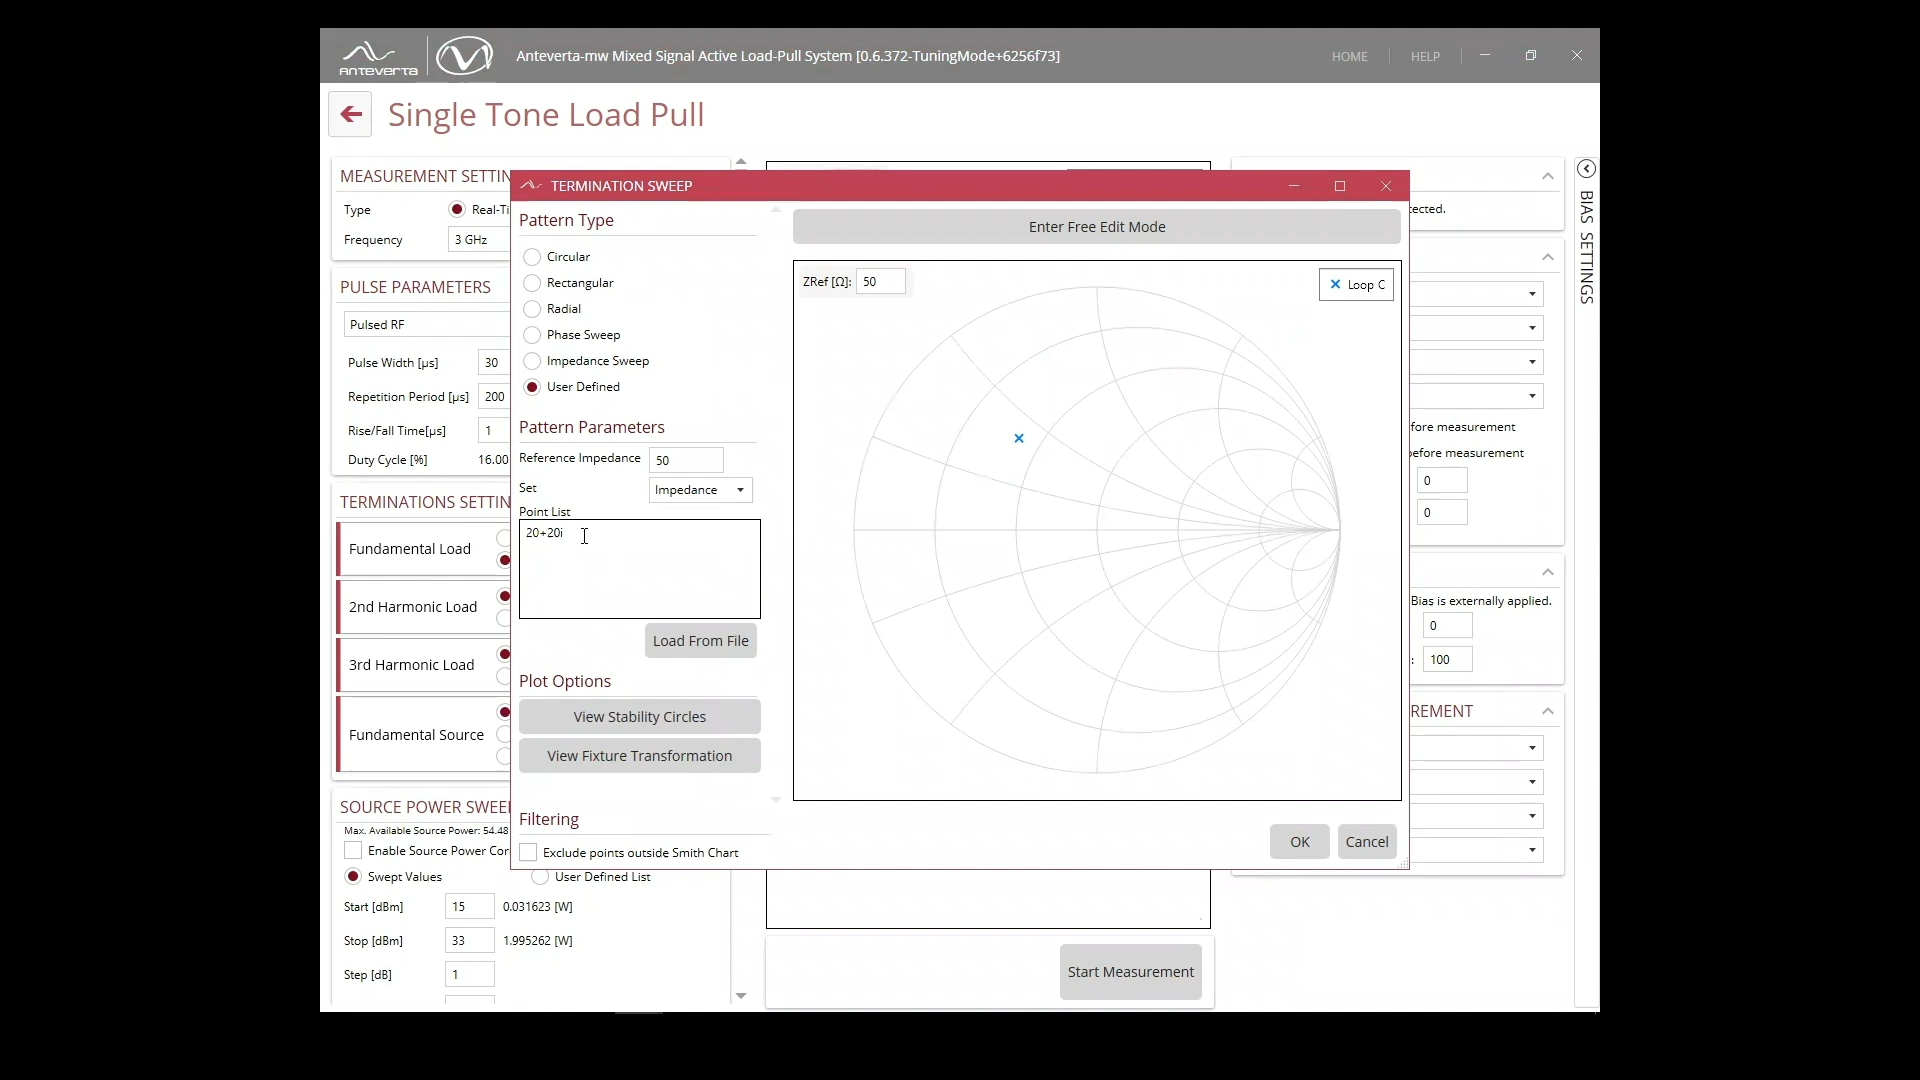 ANTEVERTA
Anteverta-mw Mixed Signal Active Load-Pull System [0.6.372-TuningMode+6256f73]
HOME
HELP
Single Tone Load Pull
MEASUREMENT SETTIN
Type
Real-Ti
Frequency
3 GHz
PULSE PARAMETERS
Pulsed RF
Pulse Width [µs]
30
Repetition Period [µs]
200
Rise/Fall Time[µs]
1
Duty Cycle [%]
16.00
TERMINATIONS SETTIN
Fundamental Load
2nd Harmonic Load
3rd Harmonic Load
Fundamental Source
SOURCE POWER SWEE
Max. Available Source Power: 54.48
Enable Source Power Cor
Swept Values
User Defined List
Start [dBm]
15
0.031623 [W]
Stop [dBm]
33
1.995262 [W]
Step [dB]
1
TERMINATION SWEEP
Pattern Type
Circular
Rectangular
Radial
Phase Sweep
Impedance Sweep
User Defined
Pattern Parameters
Reference Impedance
50
Set
Impedance
Point List
20+20i
Load From File
Plot Options
View Stability Circles
View Fixture Transformation
Filtering
Exclude points outside Smith Chart
Enter Free Edit Mode
ZRef [Ω]:
50
Loop C
OK
Cancel
Start Measurement
ected.
fore measurement
efore measurement
0
0
Bias is externally applied.
0
:
100
REMENT
BIAS SETTINGS